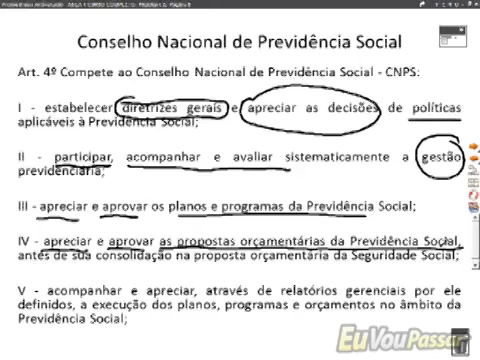 Conselho Nacional de Previdência Social
Art. 4º Compete ao Conselho Nacional de Previdência Social - CNPS:
I - estabelecer diretrizes gerais e apreciar as decisões de políticas
aplicáveis à Previdência Social;
II - participar, acompanhar e avaliar sistematicamente a gestão
previdenciária;
III - apreciar e aprovar os planos e programas da Previdência Social;
IV - apreciar e aprovar as propostas orçamentárias da Previdência Social,
antes de sua consolidação na proposta orçamentária da Seguridade Social;
V - acompanhar e apreciar, através de relatórios gerenciais por ele
definidos, a execução dos planos, programas e orçamentos no âmbito da
Previdência Social;
EuVouPassar